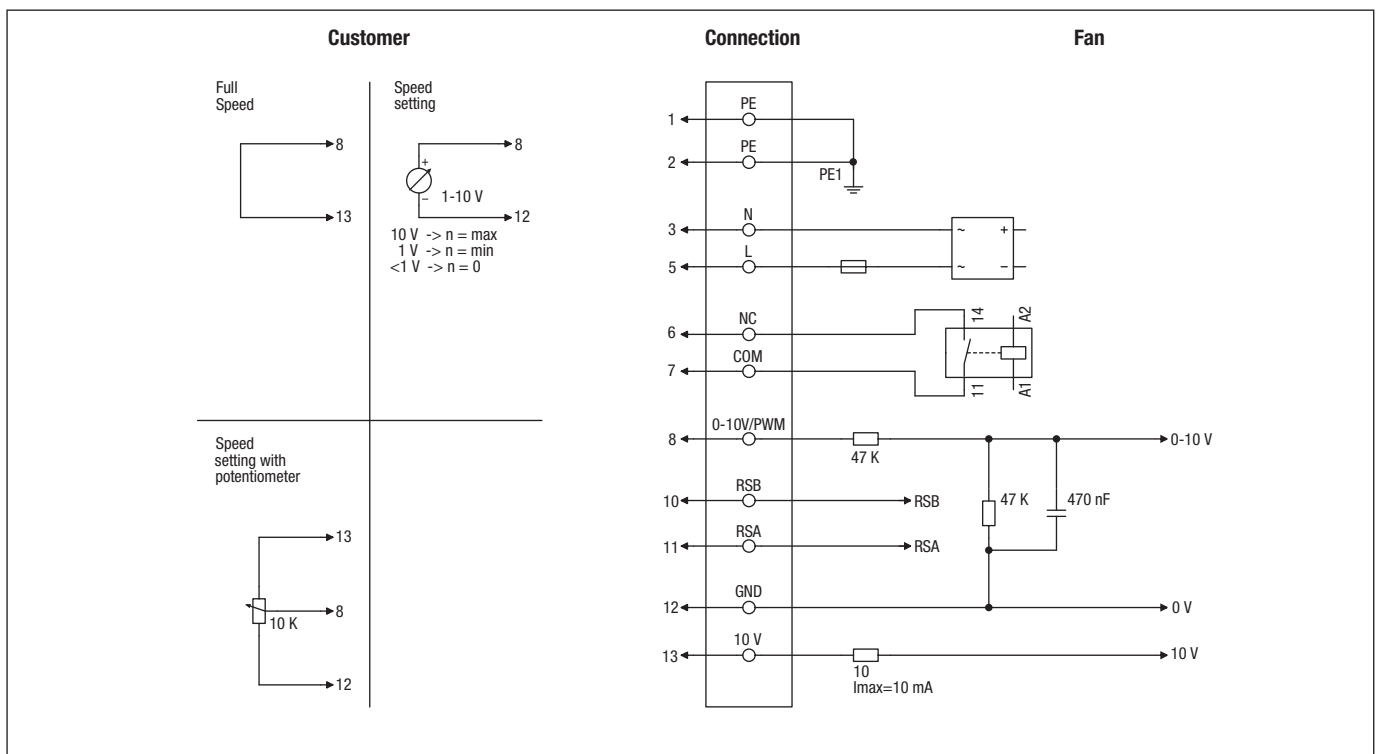 Customer
Connection
Fan
Full
Speed
8
13
Speed
setting
8
+
1-10 V
–
12
10 V -> n = max
1 V -> n = min
<1 V -> n = 0
Speed
setting with
potentiometer
13
8
10 K
12
1
PE
2
PE
PE1
3
N
~ +
5
L
~ –
6
NC
14
A2
7
COM
11
A1
8
0-10V/PWM
47 K
0-10 V
10
RSB
RSB
47 K
470 nF
11
RSA
RSA
12
GND
0 V
13
10 V
10
Imax=10 mA
10 V